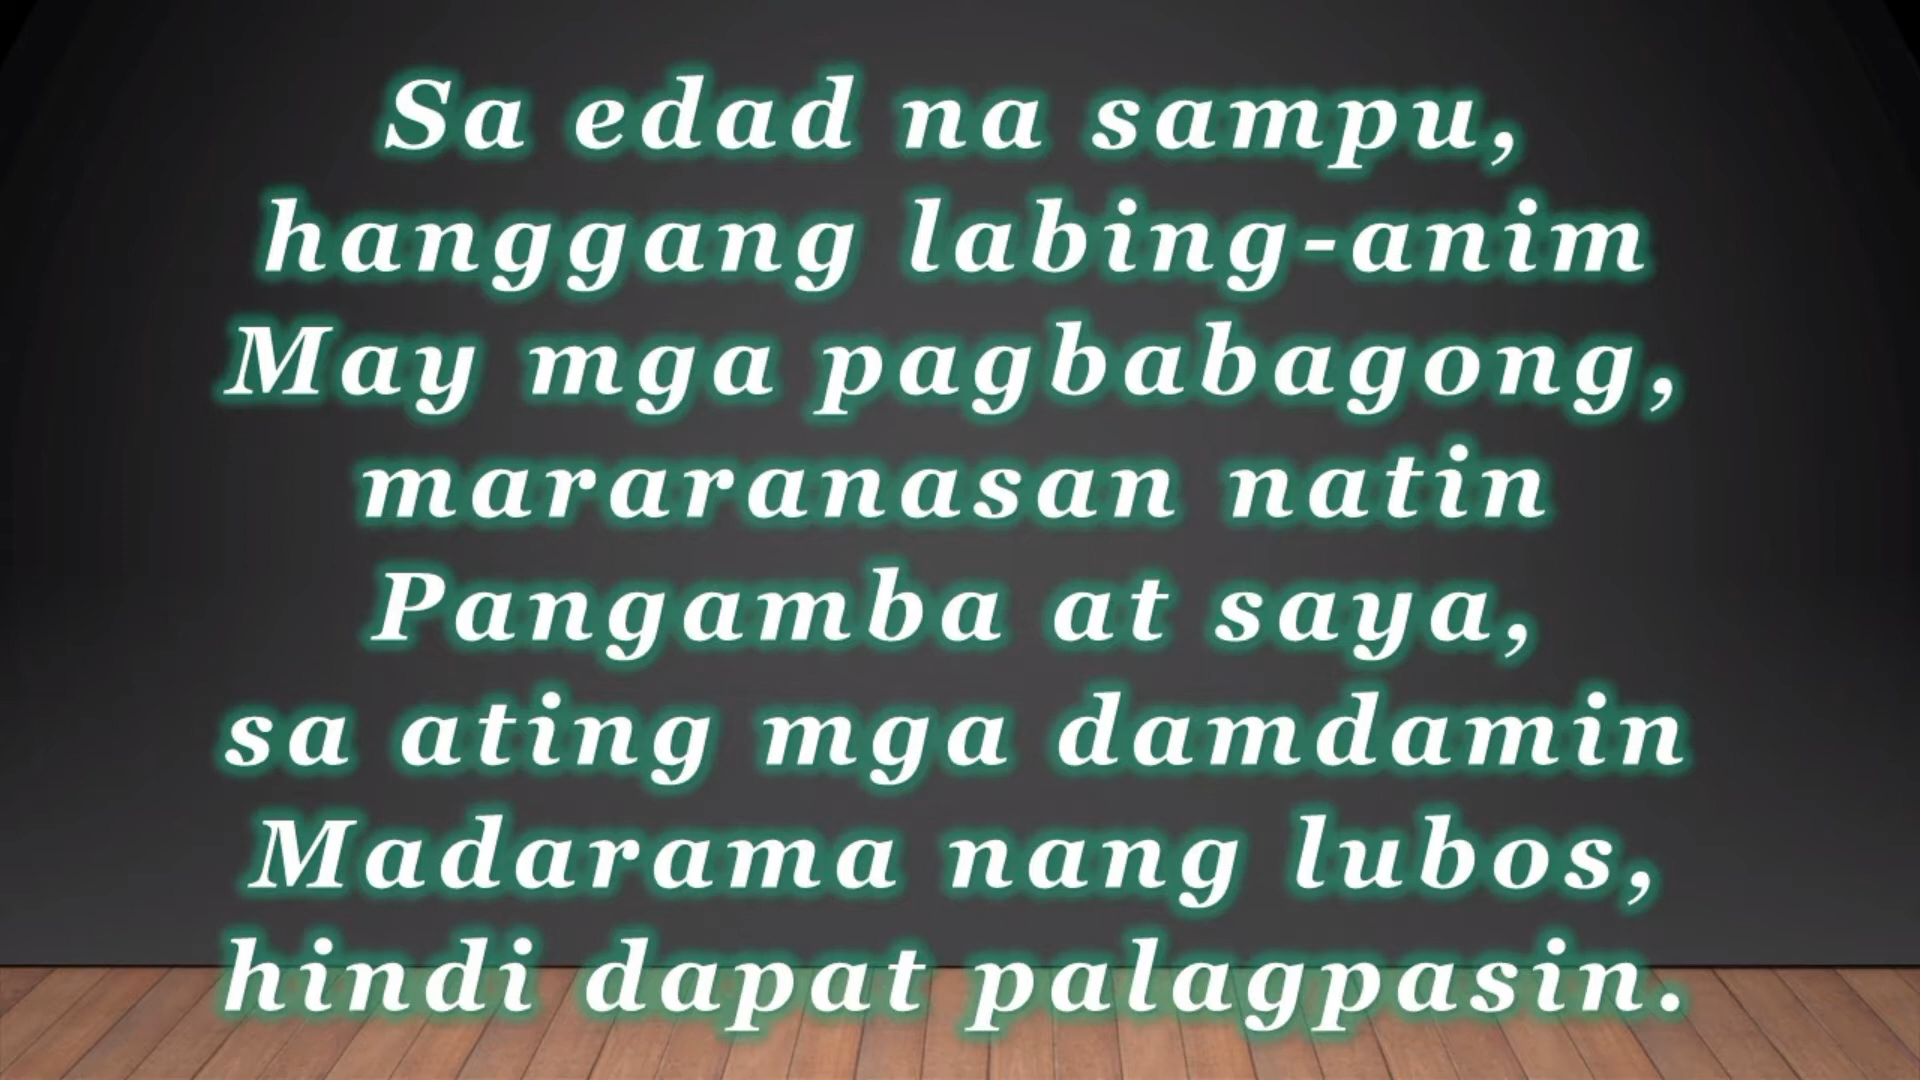 Sa edad na sampu,
hanggang labing-anim
May mga pagbabagong,
mararanasan natin
Pangamba at saya,
sa ating mga damdamin
Madarama nang lubos,
hindi dapat palagpasin.